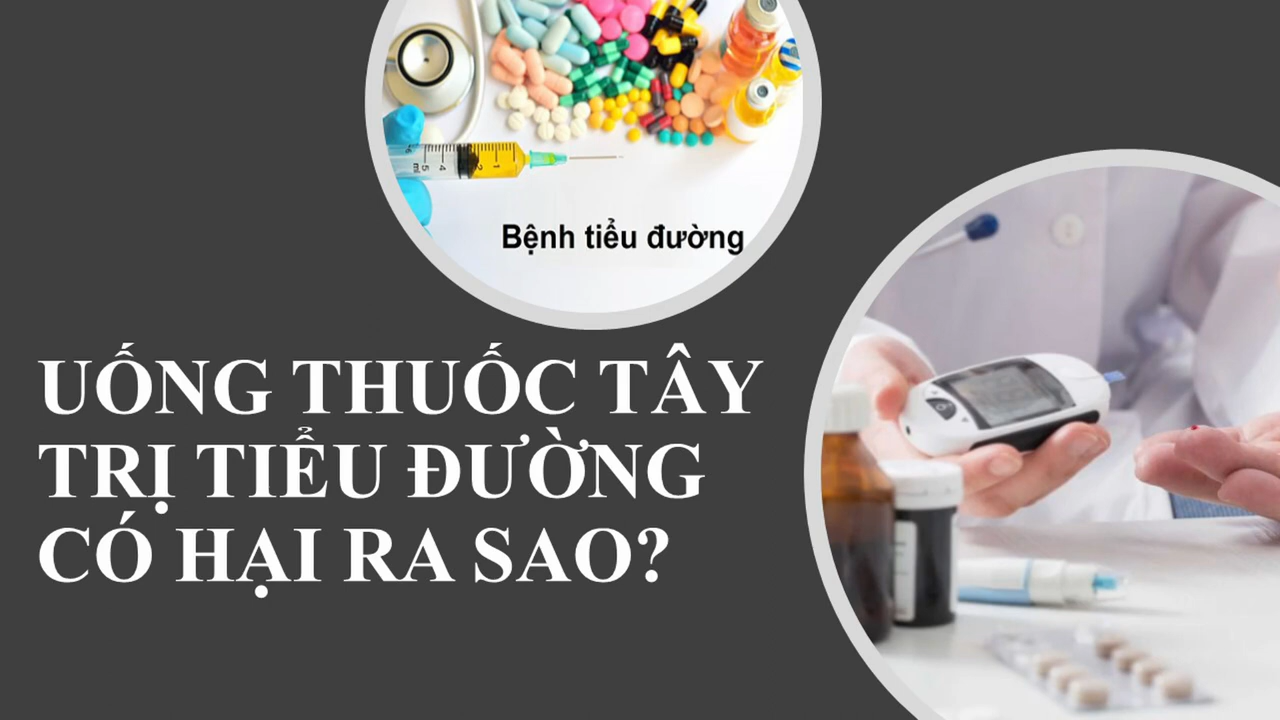 Bệnh tiểu đường
UỐNG THUỐC TÂY
TRỊ TIỂU ĐƯỜNG
CÓ HẠI RA SAO?